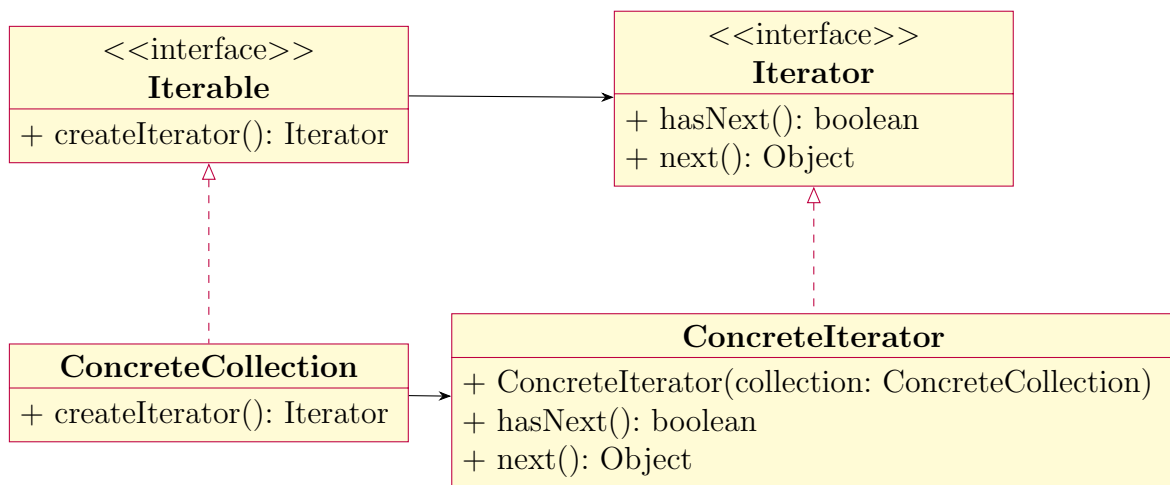 <<interface>>
Iterable
+ createIterator(): Iterator
<<interface>>
Iterator
+ hasNext(): boolean
+ next(): Object
ConcreteCollection
+ createIterator(): Iterator
ConcreteIterator
+ ConcreteIterator(collection: ConcreteCollection)
+ hasNext(): boolean
+ next(): Object